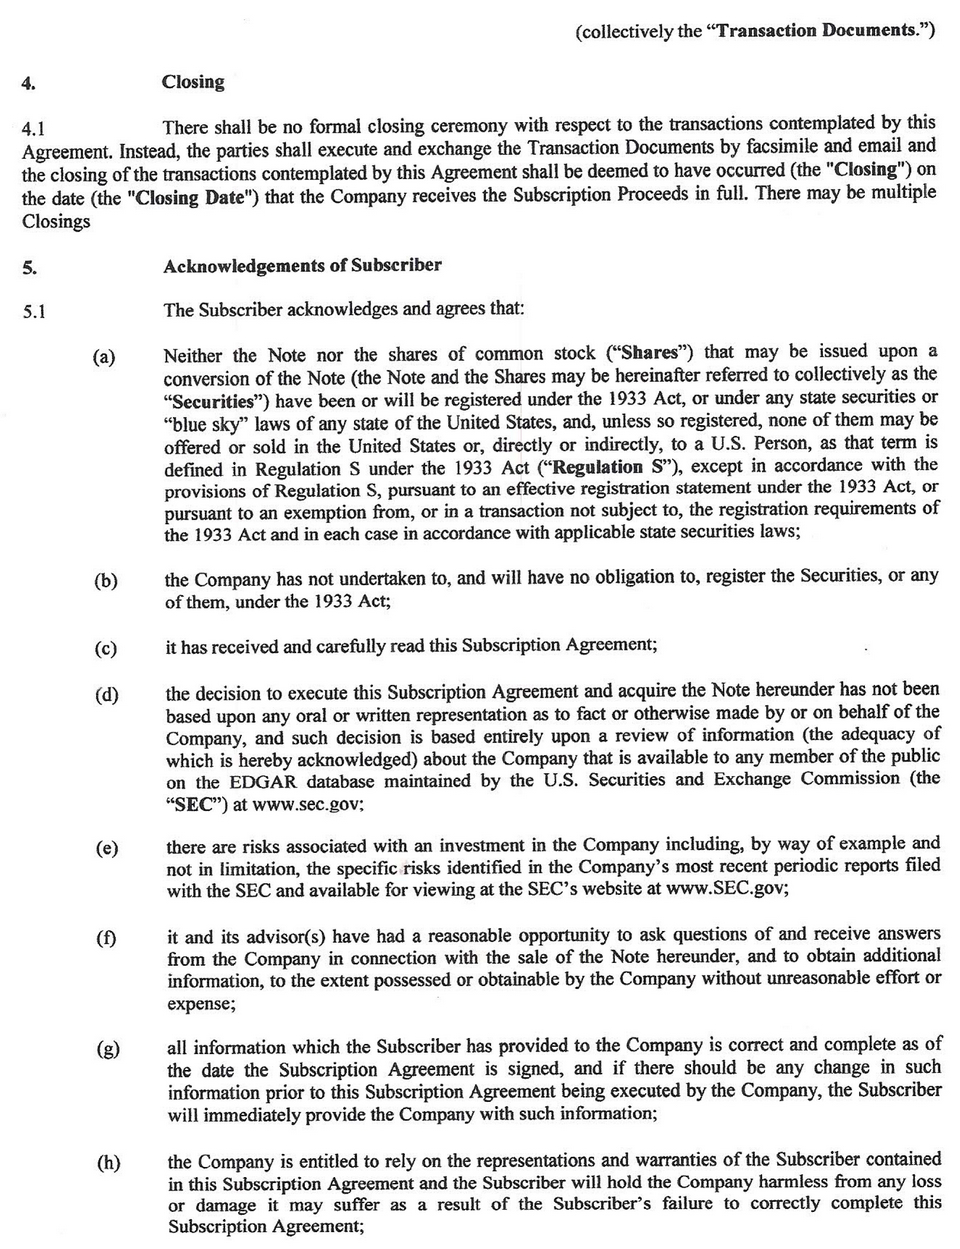 (collectively the “Transaction Documents.”)
4. Closing
4.1 There shall be no formal closing ceremony with respect to the transactions contemplated by this
Agreement. Instead, the parties shall execute and exchange the Transaction Documents by facsimile and email and
the closing of the transactions contemplated by this Agreement shall be deemed to have occurred (the "Closing") on
the date (the "Closing Date") that the Company receives the Subscription Proceeds in full. There may be multiple
Closings
5. Acknowledgements of Subscriber
5.1 The Subscriber acknowledges and agrees that:
(a) Neither the Note nor the shares of common stock (“Shares”) that may be issued upon a
conversion of the Note (the Note and the Shares may be hereinafter referred to collectively as the
“Securities”) have been or will be registered under the 1933 Act, or under any state securities or
“blue sky” laws of any state of the United States, and, unless so registered, none of them may be
offered or sold in the United States or, directly or indirectly, to a U.S. Person, as that term is
defined in Regulation S under the 1933 Act (“Regulation S”), except in accordance with the
provisions of Regulation S, pursuant to an effective registration statement under the 1933 Act, or
pursuant to an exemption from, or in a transaction not subject to, the registration requirements of
the 1933 Act and in each case in accordance with applicable state securities laws;
(b) the Company has not undertaken to, and will have no obligation to, register the Securities, or any
of them, under the 1933 Act;
(c) it has received and carefully read this Subscription Agreement;
(d) the decision to execute this Subscription Agreement and acquire the Note hereunder has not been
based upon any oral or written representation as to fact or otherwise made by or on behalf of the
Company, and such decision is based entirely upon a review of information (the adequacy of
which is hereby acknowledged) about the Company that is available to any member of the public
on the EDGAR database maintained by the U.S. Securities and Exchange Commission (the
“SEC”) at www.sec.gov;
(e) there are risks associated with an investment in the Company including, by way of example and
not in limitation, the specific risks identified in the Company’s most recent periodic reports filed
with the SEC and available for viewing at the SEC’s website at www.SEC.gov;
(f) it and its advisor(s) have had a reasonable opportunity to ask questions of and receive answers
from the Company in connection with the sale of the Note hereunder, and to obtain additional
information, to the extent possessed or obtainable by the Company without unreasonable effort or
expense;
(g) all information which the Subscriber has provided to the Company is correct and complete as of
the date the Subscription Agreement is signed, and if there should be any change in such
information prior to this Subscription Agreement being executed by the Company, the Subscriber
will immediately provide the Company with such information;
(h) the Company is entitled to rely on the representations and warranties of the Subscriber contained
in this Subscription Agreement and the Subscriber will hold the Company harmless from any loss
or damage it may suffer as a result of the Subscriber’s failure to correctly complete this
Subscription Agreement;